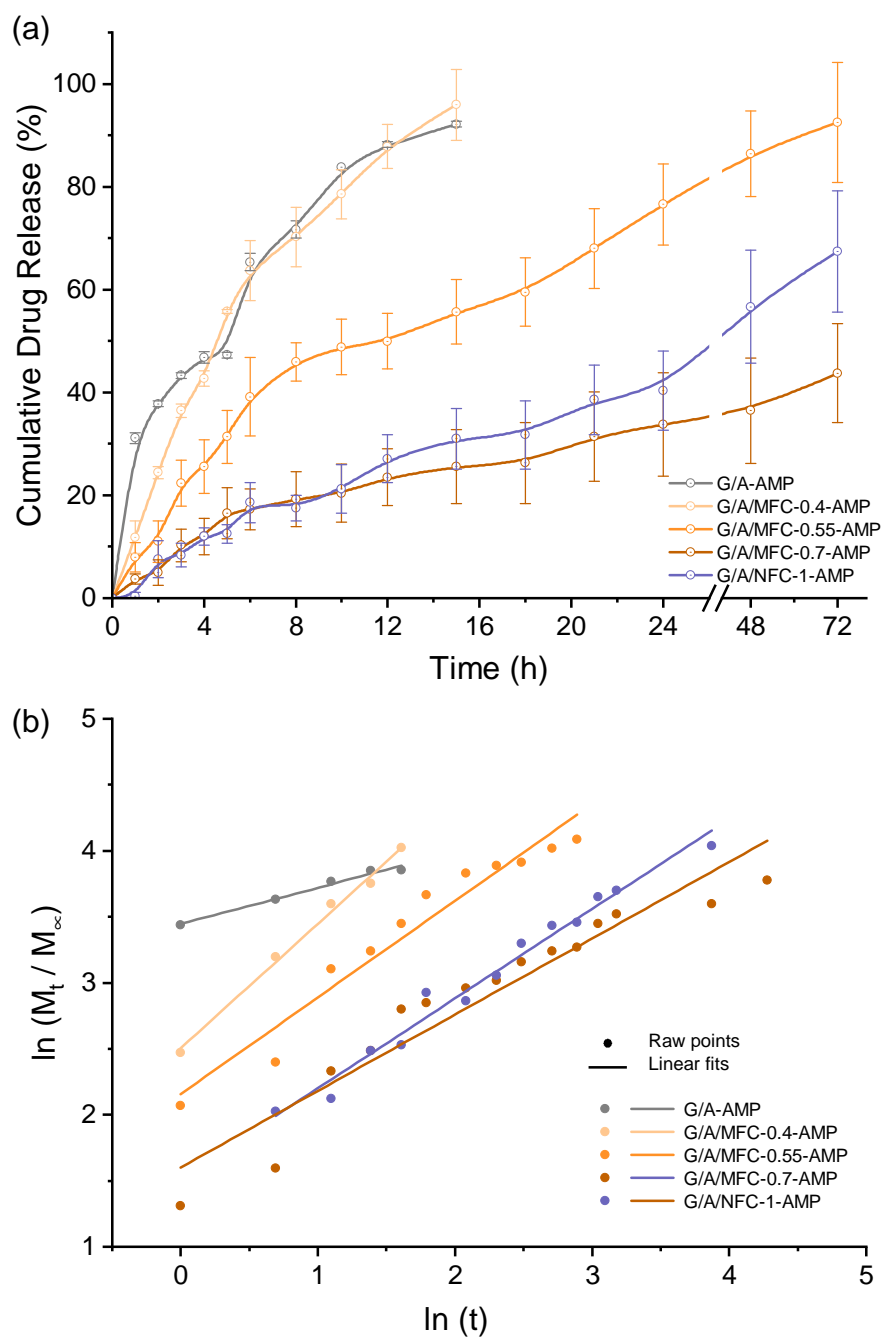 (a)
100
80
60
40
20
0
Cumulative Drug Release (%)
G/A-AMP
G/A/MFC-0.4-AMP
G/A/MFC-0.55-AMP
G/A/MFC-0.7-AMP
G/A/NFC-1-AMP
0 4 8 12 16 20 24 48 72
Time (h)
(b)
5
4
3
2
1
ln (Mt / M∞)
Raw points
Linear fits
G/A-AMP
G/A/MFC-0.4-AMP
G/A/MFC-0.55-AMP
G/A/MFC-0.7-AMP
G/A/NFC-1-AMP
0 1 2 3 4 5
ln (t)